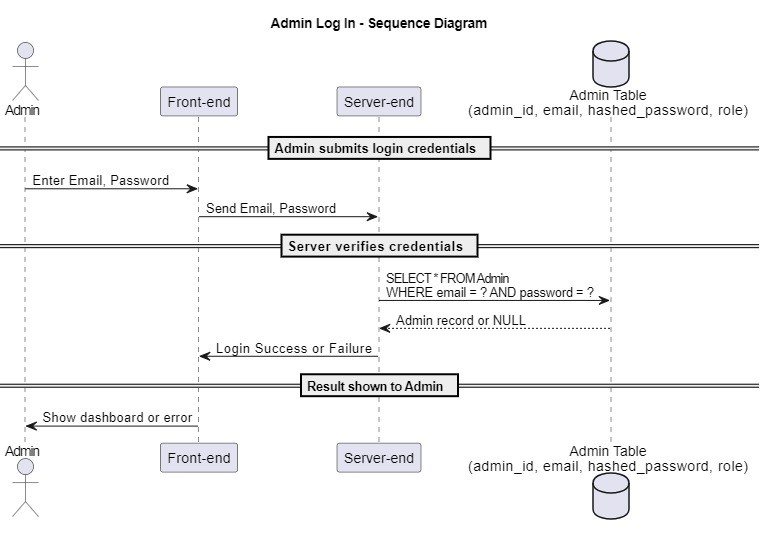 Admin Log In - Sequence Diagram
Admin
Front-end
Server-end
Admin Table
(admin_id, email, hashed_password, role)
Admin submits login credentials
Enter Email, Password
Send Email, Password
Server verifies credentials
SELECT * FROM Admin
WHERE email = ? AND password = ?
Admin record or NULL
Login Success or Failure
Result shown to Admin
Show dashboard or error
Admin
Front-end
Server-end
Admin Table
(admin_id, email, hashed_password, role)